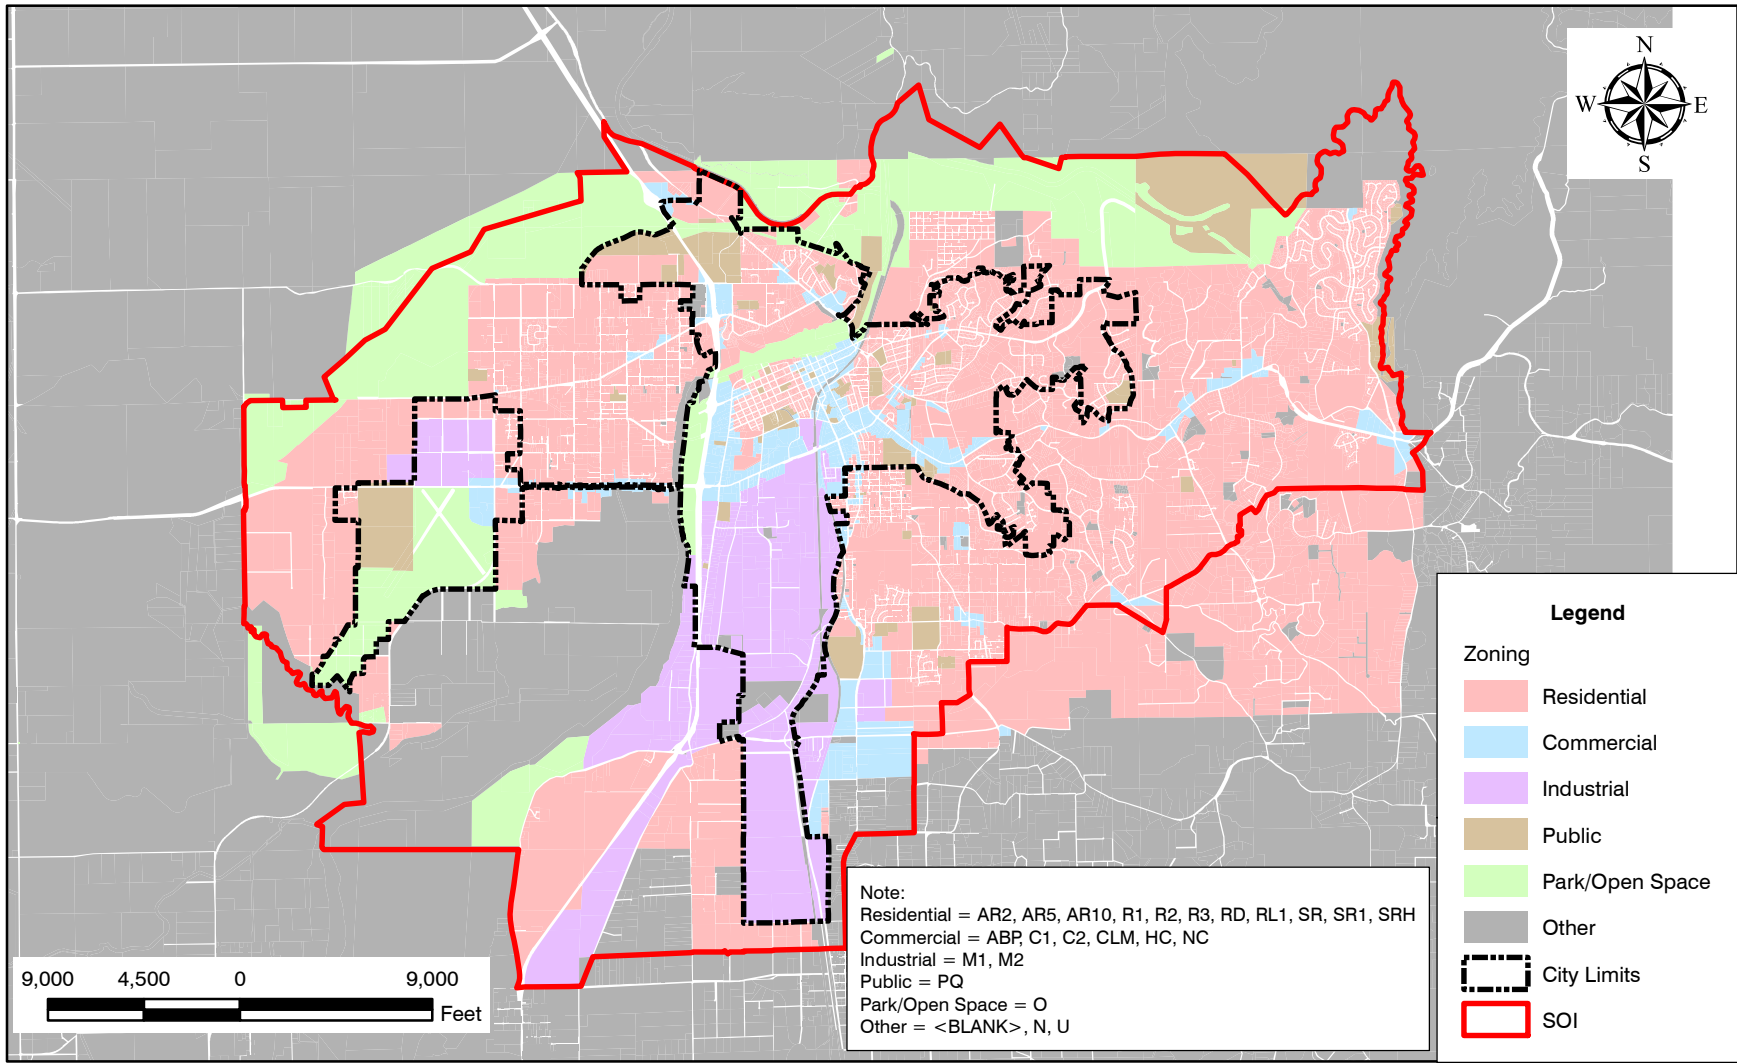 N
W E
S
Legend
Zoning
Residential
Commercial
Industrial
Public
Park/Open Space
Other
City Limits
SOI
Note:
Residential = AR2, AR5, AR10, R1, R2, R3, RD, RL1, SR, SR1, SRH
Commercial = ABP, C1, C2, CLM, HC, NC
Industrial = M1, M2
Public = PQ
Park/Open Space = O
Other = <BLANK>, N, U
9,000 4,500 0 9,000
Feet